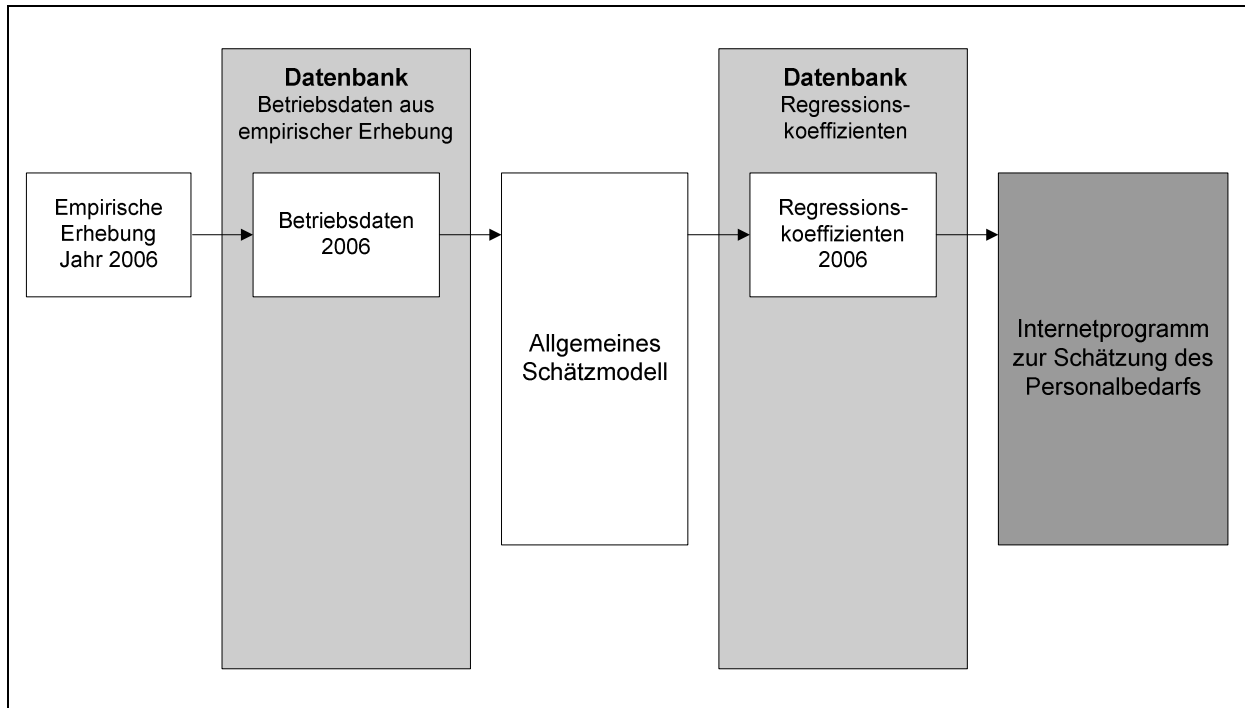 Datenbank
Betriebsdaten aus
empirischer Erhebung
Datenbank
Regressions-
koeffizienten
Empirische
Erhebung
Jahr 2006
Betriebsdaten
2006
Allgemeines
Schätzmodell
Regressions-
koeffizienten
2006
Internetprogramm
zur Schätzung des
Personalbedarfs